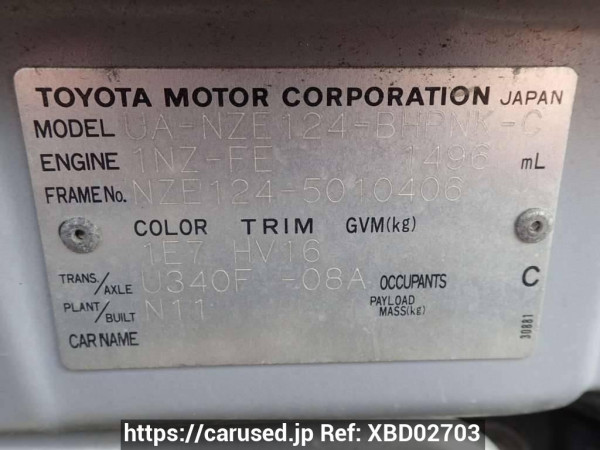 TOYOTA MOTOR CORPORATION JAPAN
MODEL UA-NZE124-BHPNK-C
ENGINE 1NZ-FE 1496 mL
FRAME No. NZE124-5010406
COLOR TRIM GVM(kg)
1E7 HV16
TRANS/AXLE U340F -08A OCCUPANTS C
PLANT/BUILT N11 PAYLOAD MASS(kg)
CAR NAME
30881
https://carused.jp Ref: XBD02703